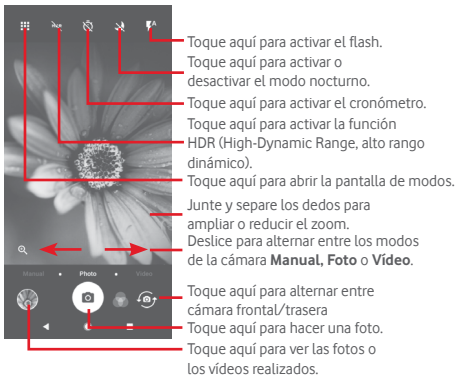 Toque aquí para activar el flash.
Toque aquí para activar o
desactivar el modo nocturno.
Toque aquí para activar el cronómetro.
Toque aquí para activar la función
HDR (High-Dynamic Range, alto rango
dinámico).
Toque aquí para abrir la pantalla de modos.
Junte y separe los dedos para
ampliar o reducir el zoom.
Deslice para alternar entre los modos
de la cámara Manual, Foto o Vídeo.
Manual Photo Video
Toque aquí para alternar entre
cámara frontal/trasera
Toque aquí para hacer una foto.
Toque aquí para ver las fotos o
los vídeos realizados.